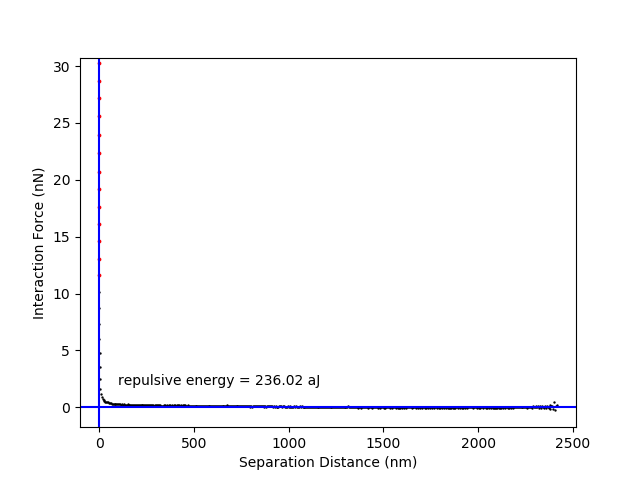 30
25
20
15
10
5
0
Interaction Force (nN)
repulsive energy = 236.02 aJ
0 500 1000 1500 2000 2500
Separation Distance (nm)